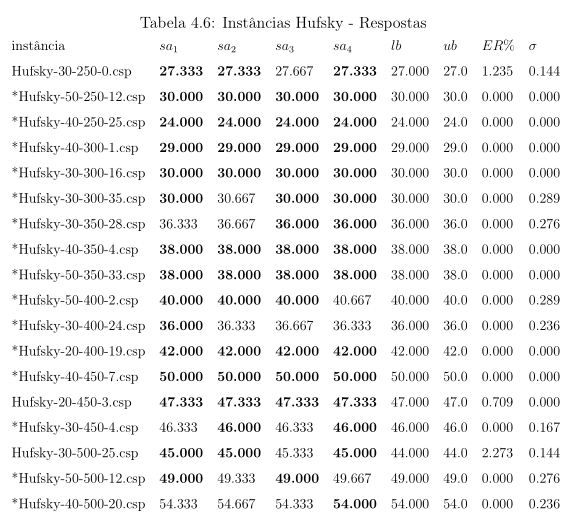 Tabela 4.6: Instâncias Hufsky - Respostas
instância sa1 sa2 sa3 sa4 lb ub ER% σ
Hufsky-30-250-0.csp 27.333 27.333 27.667 27.333 27.000 27.0 1.235 0.144
*Hufsky-50-250-12.csp 30.000 30.000 30.000 30.000 30.000 30.0 0.000 0.000
*Hufsky-40-250-25.csp 24.000 24.000 24.000 24.000 24.000 24.0 0.000 0.000
*Hufsky-40-300-1.csp 29.000 29.000 29.000 29.000 29.000 29.0 0.000 0.000
*Hufsky-30-300-16.csp 30.000 30.000 30.000 30.000 30.000 30.0 0.000 0.000
*Hufsky-30-300-35.csp 30.000 30.667 30.000 30.000 30.000 30.0 0.000 0.289
*Hufsky-30-350-28.csp 36.333 36.667 36.000 36.000 36.000 36.0 0.000 0.276
*Hufsky-40-350-4.csp 38.000 38.000 38.000 38.000 38.000 38.0 0.000 0.000
*Hufsky-50-350-33.csp 38.000 38.000 38.000 38.000 38.000 38.0 0.000 0.000
*Hufsky-50-400-2.csp 40.000 40.000 40.000 40.667 40.000 40.0 0.000 0.289
*Hufsky-30-400-24.csp 36.000 36.333 36.667 36.333 36.000 36.0 0.000 0.236
*Hufsky-20-400-19.csp 42.000 42.000 42.000 42.000 42.000 42.0 0.000 0.000
*Hufsky-40-450-7.csp 50.000 50.000 50.000 50.000 50.000 50.0 0.000 0.000
Hufsky-20-450-3.csp 47.333 47.333 47.333 47.333 47.000 47.0 0.709 0.000
*Hufsky-30-450-4.csp 46.333 46.000 46.333 46.000 46.000 46.0 0.000 0.167
Hufsky-30-500-25.csp 45.000 45.000 45.333 45.000 44.000 44.0 2.273 0.144
*Hufsky-50-500-12.csp 49.000 49.333 49.000 49.667 49.000 49.0 0.000 0.276
*Hufsky-40-500-20.csp 54.333 54.667 54.333 54.000 54.000 54.0 0.000 0.236